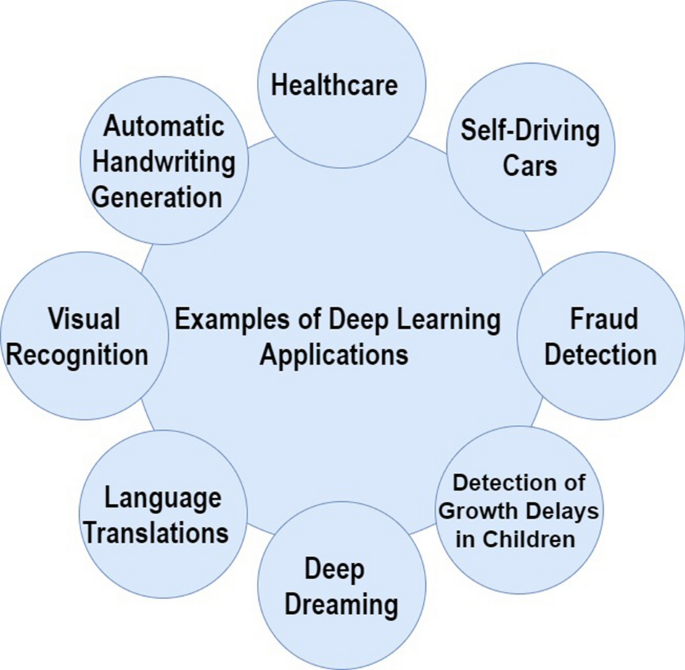 Healthcare
Self-Driving
Cars
Fraud
Detection
Detection of
Growth Delays
in Children
Deep
Dreaming
Language
Translations
Visual
Recognition
Automatic
Handwriting
Generation
Examples of Deep Learning
Applications